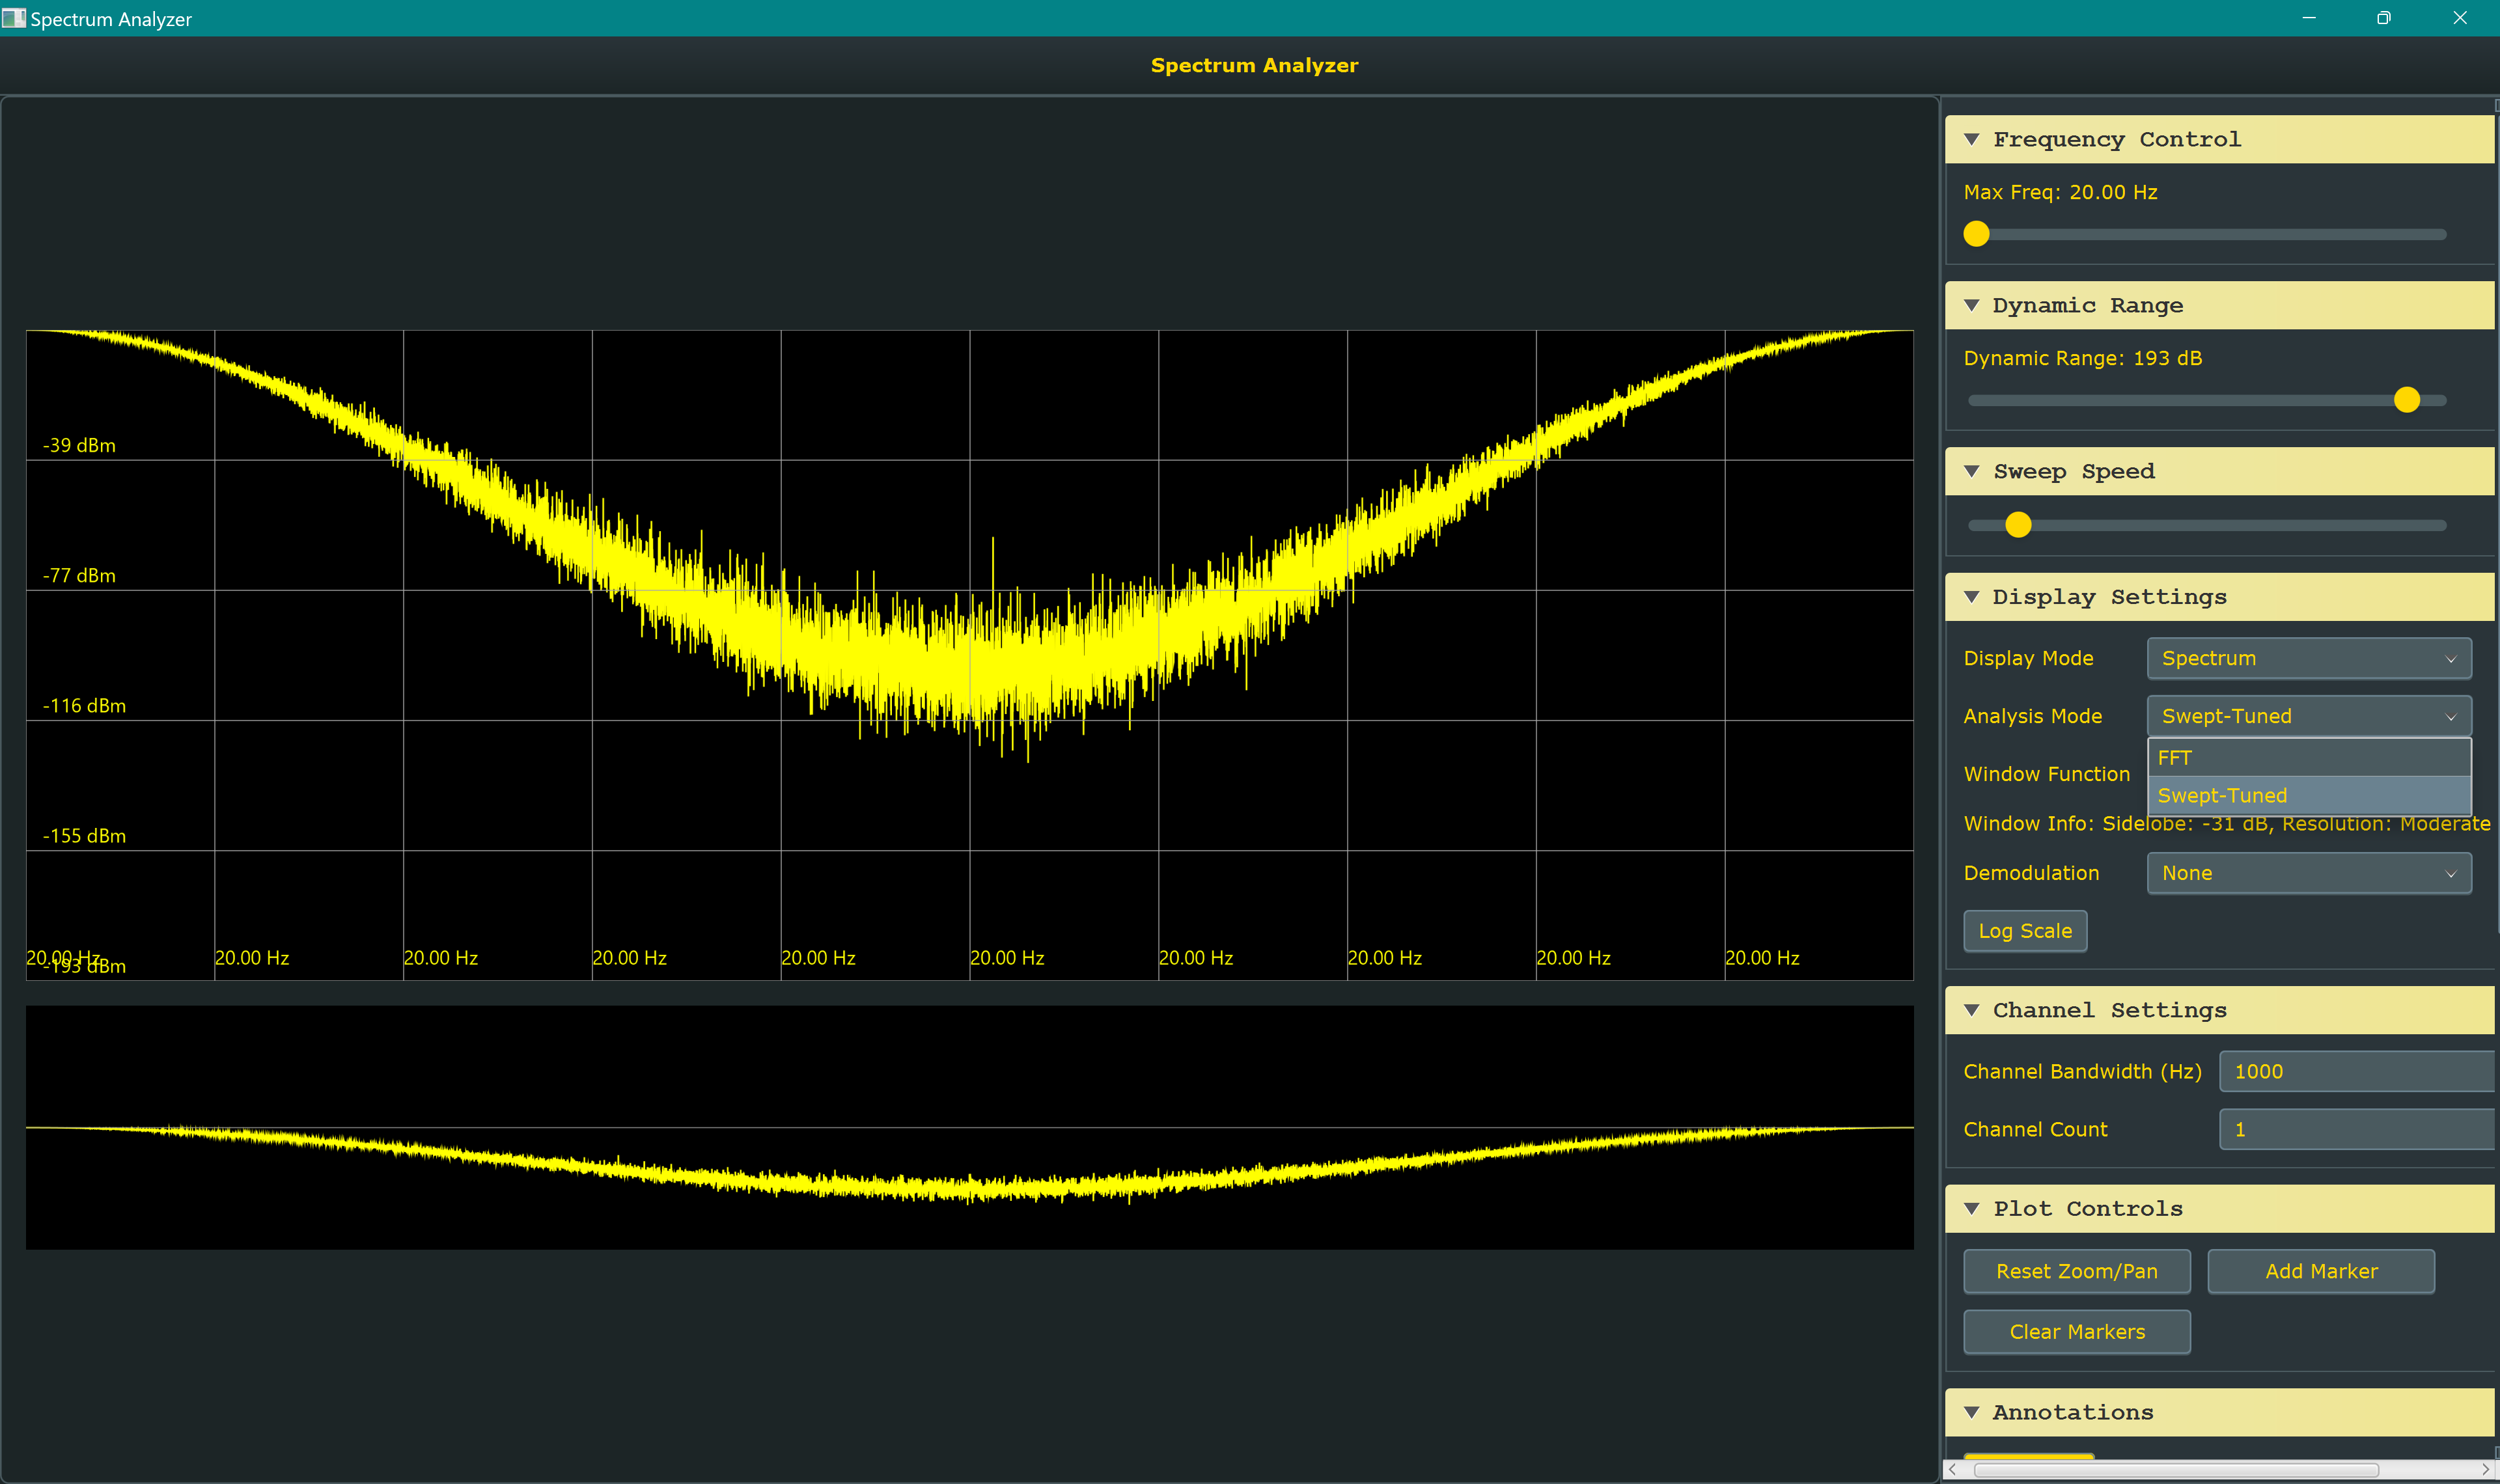 Spectrum Analyzer
Spectrum Analyzer
-39 dBm
-77 dBm
-116 dBm
-155 dBm
-193 dBm
20.00 Hz 20.00 Hz 20.00 Hz 20.00 Hz 20.00 Hz 20.00 Hz 20.00 Hz 20.00 Hz 20.00 Hz 20.00 Hz
Frequency Control
Max Freq: 20.00 Hz
Dynamic Range
Dynamic Range: 193 dB
Sweep Speed
Display Settings
Display Mode Spectrum
Analysis Mode Swept-Tuned
FFT
Window Function
Swept-Tuned
Window Info: Sidelobe: -31 dB, Resolution: Moderate
Demodulation None
Log Scale
Channel Settings
Channel Bandwidth (Hz) 1000
Channel Count 1
Plot Controls
Reset Zoom/Pan Add Marker
Clear Markers
Annotations